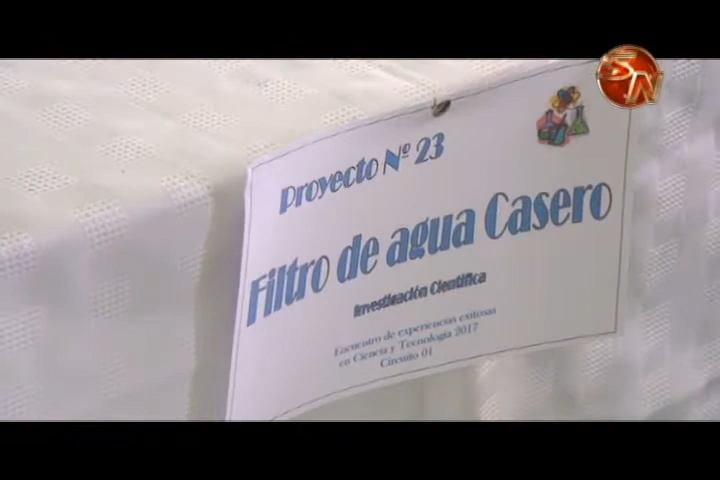 SN
Proyecto Nº 23
Filtro de agua Casero
Investigación Científica
Encuentro de experiencias exitosas
en Ciencia y Tecnología 2017
Circuito 01